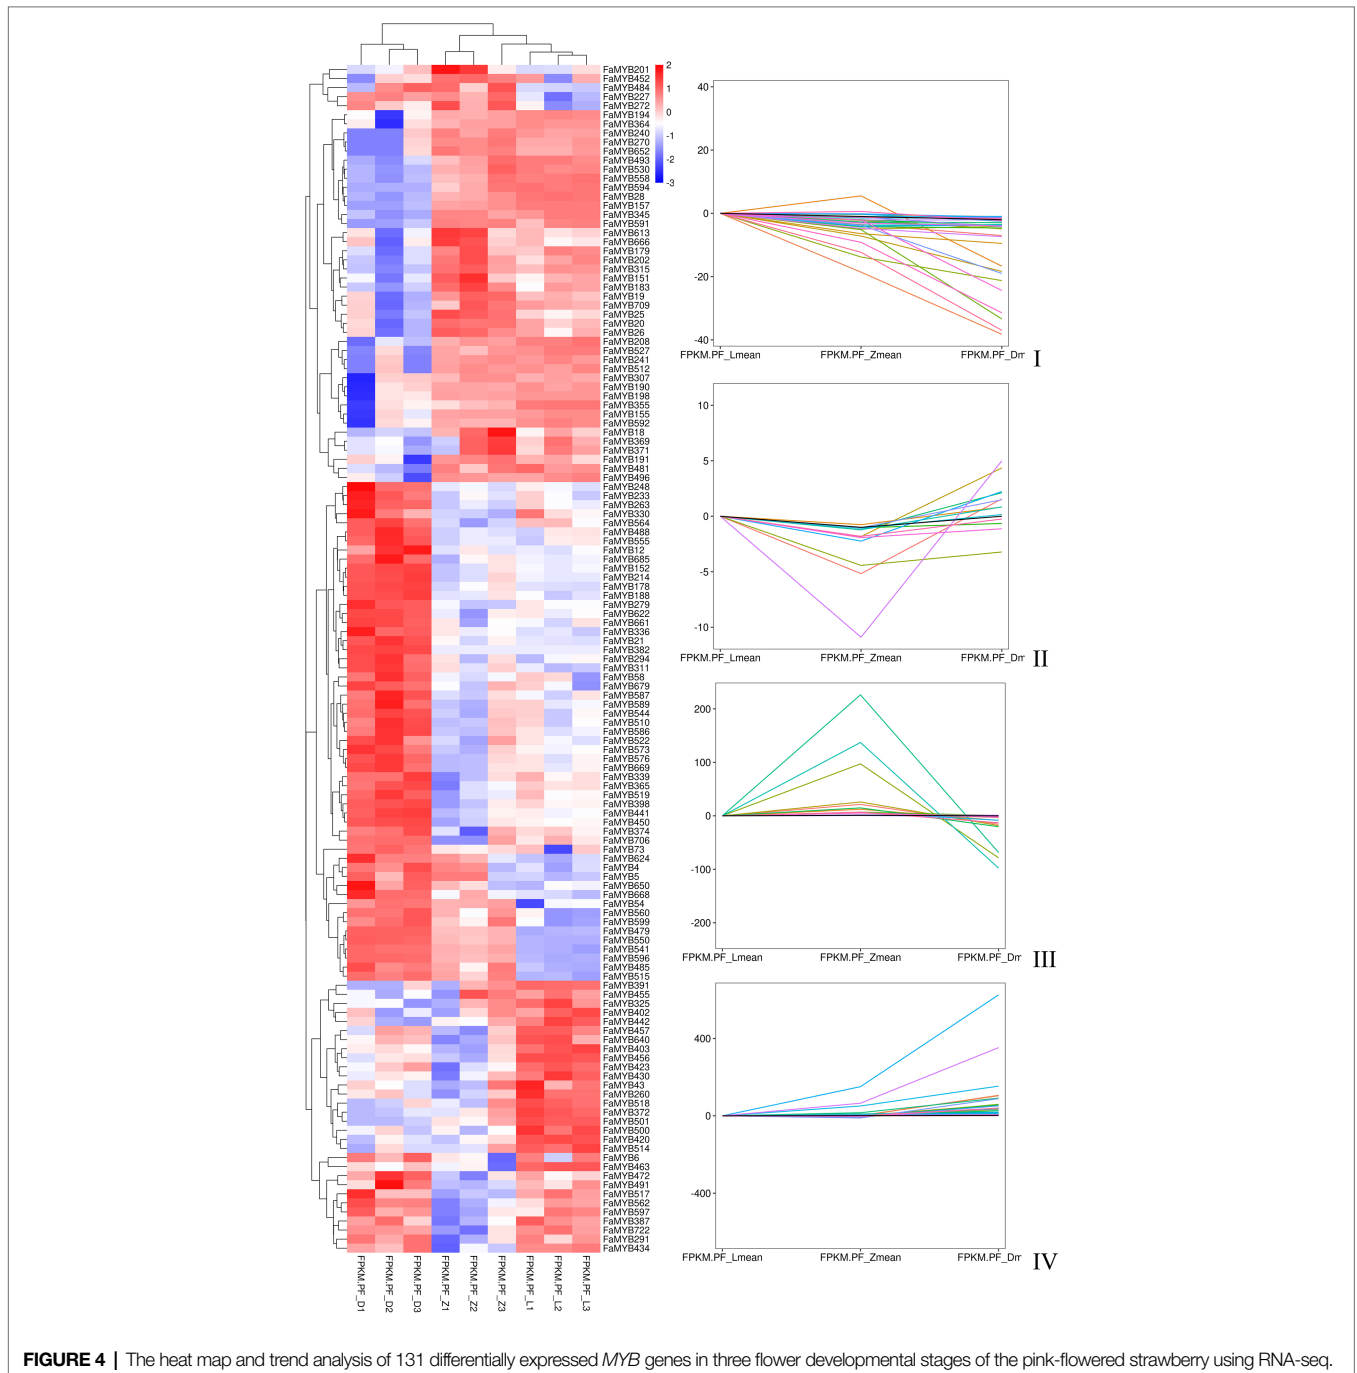 FaMYB201
FaMYB452
FaMYB484
FaMYB227
FaMYB272
FaMYB194
FaMYB364
FaMYB240
FaMYB270
FaMYB652
FaMYB493
FaMYB530
FaMYB558
FaMYB594
FaMYB28
FaMYB157
FaMYB345
FaMYB591
FaMYB613
FaMYB666
FaMYB179
FaMYB202
FaMYB315
FaMYB151
FaMYB183
FaMYB19
FaMYB709
FaMYB25
FaMYB20
FaMYB26
FaMYB208
FaMYB527
FaMYB241
FaMYB512
FaMYB307
FaMYB190
FaMYB198
FaMYB355
FaMYB155
FaMYB592
FaMYB18
FaMYB369
FaMYB371
FaMYB191
FaMYB481
FaMYB496
FaMYB248
FaMYB233
FaMYB263
FaMYB330
FaMYB564
FaMYB488
FaMYB555
FaMYB12
FaMYB685
FaMYB152
FaMYB214
FaMYB178
FaMYB188
FaMYB279
FaMYB622
FaMYB661
FaMYB336
FaMYB21
FaMYB382
FaMYB294
FaMYB311
FaMYB58
FaMYB679
FaMYB587
FaMYB589
FaMYB544
FaMYB510
FaMYB586
FaMYB522
FaMYB573
FaMYB576
FaMYB669
FaMYB339
FaMYB365
FaMYB519
FaMYB398
FaMYB441
FaMYB450
FaMYB374
FaMYB706
FaMYB73
FaMYB624
FaMYB4
FaMYB5
FaMYB650
FaMYB668
FaMYB54
FaMYB560
FaMYB599
FaMYB479
FaMYB550
FaMYB541
FaMYB596
FaMYB485
FaMYB515
FaMYB391
FaMYB455
FaMYB325
FaMYB402
FaMYB442
FaMYB457
FaMYB640
FaMYB403
FaMYB456
FaMYB423
FaMYB430
FaMYB43
FaMYB260
FaMYB518
FaMYB372
FaMYB501
FaMYB500
FaMYB420
FaMYB514
FaMYB6
FaMYB463
FaMYB472
FaMYB491
FaMYB517
FaMYB562
FaMYB597
FaMYB387
FaMYB722
FaMYB291
FaMYB434
FPKM.PF_D1
FPKM.PF_D2
FPKM.PF_D3
FPKM.PF_Z1
FPKM.PF_Z2
FPKM.PF_Z3
FPKM.PF_L1
FPKM.PF_L2
FPKM.PF_L3
2
1
0
-1
-2
-3
40
20
0
-20
-40
FPKM.PF_Lmean FPKM.PF_Zmean FPKM.PF_Dm
I
10
5
0
-5
-10
FPKM.PF_Lmean FPKM.PF_Zmean FPKM.PF_Dm
II
200
100
0
-100
-200
FPKM.PF_Lmean FPKM.PF_Zmean FPKM.PF_Dm
III
400
0
-400
FPKM.PF_Lmean FPKM.PF_Zmean FPKM.PF_Dm
IV
FIGURE 4 | The heat map and trend analysis of 131 differentially expressed MYB genes in three flower developmental stages of the pink-flowered strawberry using RNA-seq.